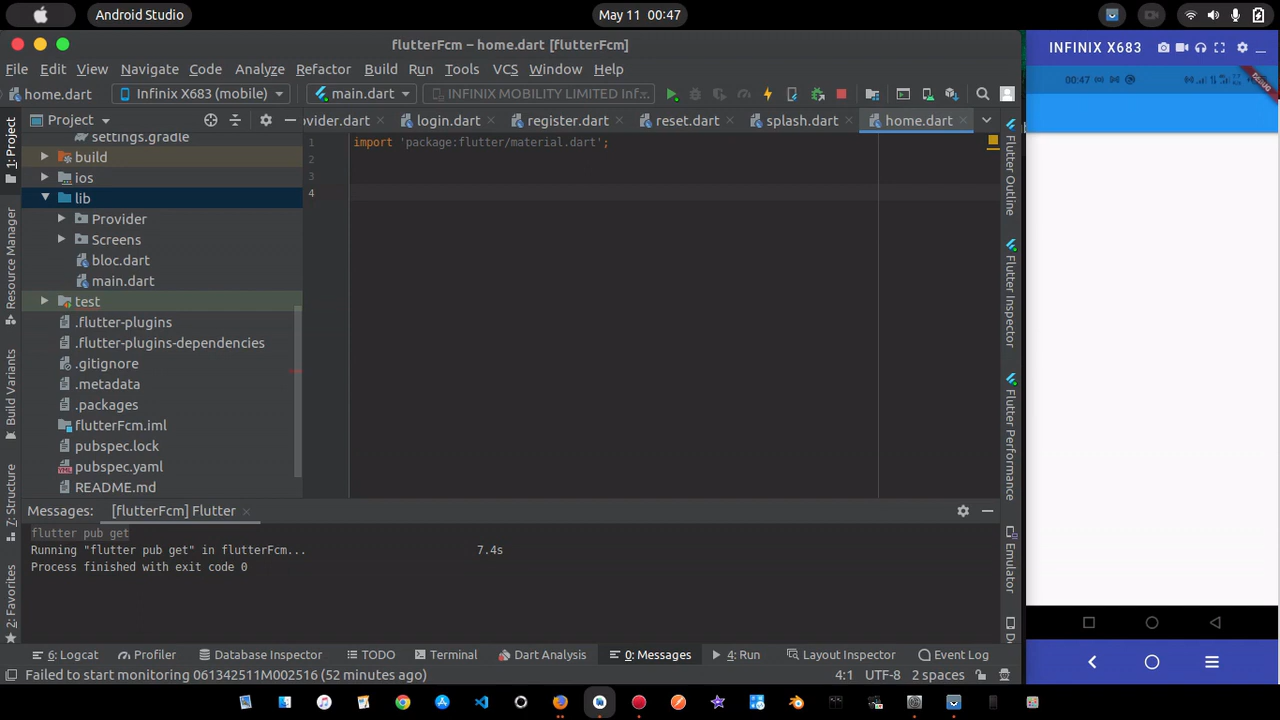 Android Studio
May 11 00:47
flutterFcm – home.dart [flutterFcm]
INFINIX X683
File Edit View Navigate Code Analyze Refactor Build Run Tools VCS Window Help
00:47
home.dart
Infinix X683 (mobile)
main.dart
INFINIX MOBILITY LIMITED Inf...
1: Project
Project
ovider.dart
login.dart
register.dart
reset.dart
splash.dart
home.dart
settings.gradle
build
ios
lib
Provider
Screens
bloc.dart
main.dart
test
.flutter-plugins
.flutter-plugins-dependencies
.gitignore
.metadata
.packages
flutterFcm.iml
pubspec.lock
pubspec.yaml
README.md
1 import 'package:flutter/material.dart';
2
3
4
Resource Manager
Build Variants
Z: Structure
2: Favorites
Flutter Outline
Flutter Inspector
Flutter Performance
Emulator
Messages: [flutterFcm] Flutter
flutter pub get
Running "flutter pub get" in flutterFcm... 7.4s
Process finished with exit code 0
6: Logcat Profiler Database Inspector TODO Terminal Dart Analysis 0: Messages 4: Run Layout Inspector Event Log
Failed to start monitoring 061342511M002516 (52 minutes ago)
4:1 UTF-8 2 spaces